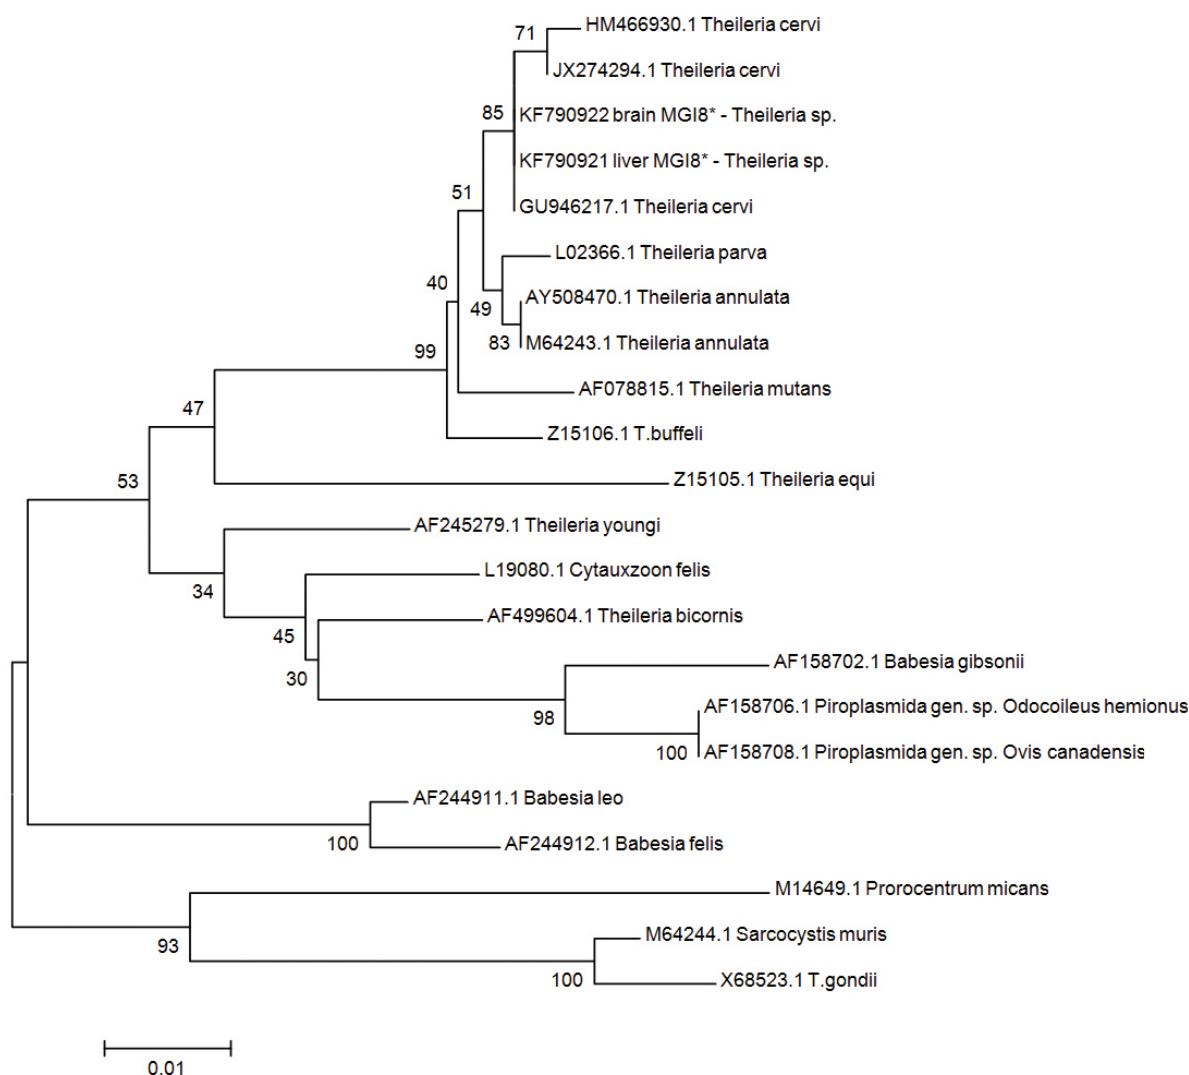 71
HM466930.1 Theileria cervi
JX274294.1 Theileria cervi
85
KF790922 brain MGI8* - Theileria sp.
KF790921 liver MGI8* - Theileria sp.
51
GU946217.1 Theileria cervi
L02366.1 Theileria parva
40
AY508470.1 Theileria annulata
49
83
M64243.1 Theileria annulata
99
AF078815.1 Theileria mutans
47
Z15106.1 T.buffeli
53
Z15105.1 Theileria equi
AF245279.1 Theileria youngi
34
L19080.1 Cytauxzoon felis
45
AF499604.1 Theileria bicornis
30
AF158702.1 Babesia gibsonii
98
AF158706.1 Piroplasmida gen. sp. Odocoileus hemionus
100
AF158708.1 Piroplasmida gen. sp. Ovis canadensis
AF244911.1 Babesia leo
100
AF244912.1 Babesia felis
M14649.1 Prorocentrum micans
93
M64244.1 Sarcocystis muris
100
X68523.1 T.gondii
0.01